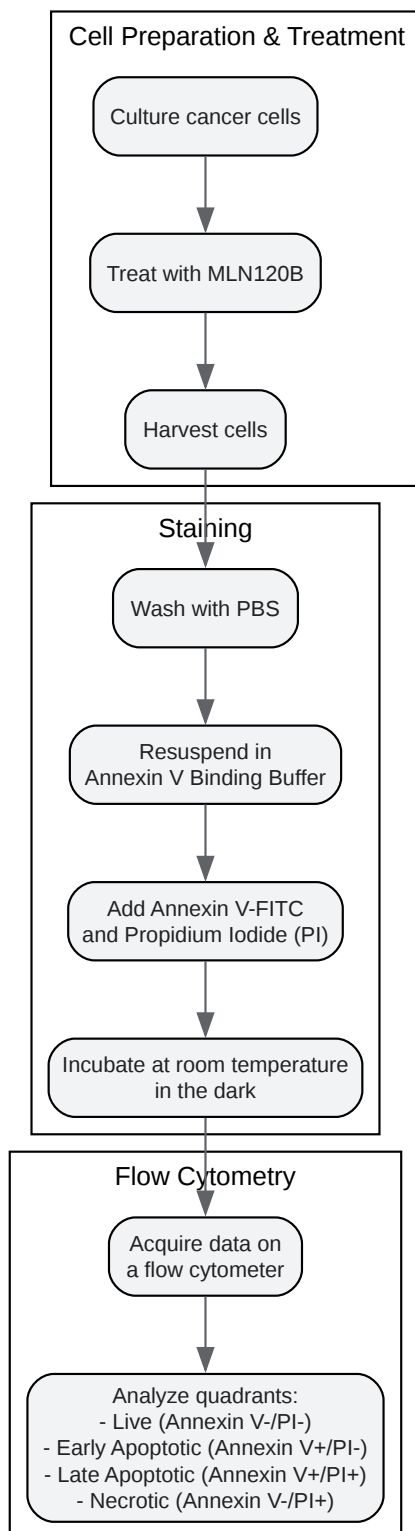 Cell Preparation & Treatment
Culture cancer cells
Treat with MLN120B
Harvest cells
Staining
Wash with PBS
Resuspend in
Annexin V Binding Buffer
Add Annexin V-FITC
and Propidium Iodide (PI)
Incubate at room temperature
in the dark
Flow Cytometry
Acquire data on
a flow cytometer
Analyze quadrants:
- Live (Annexin V-/PI-)
- Early Apoptotic (Annexin V+/PI-)
- Late Apoptotic (Annexin V+/PI+)
- Necrotic (Annexin V-/PI+)